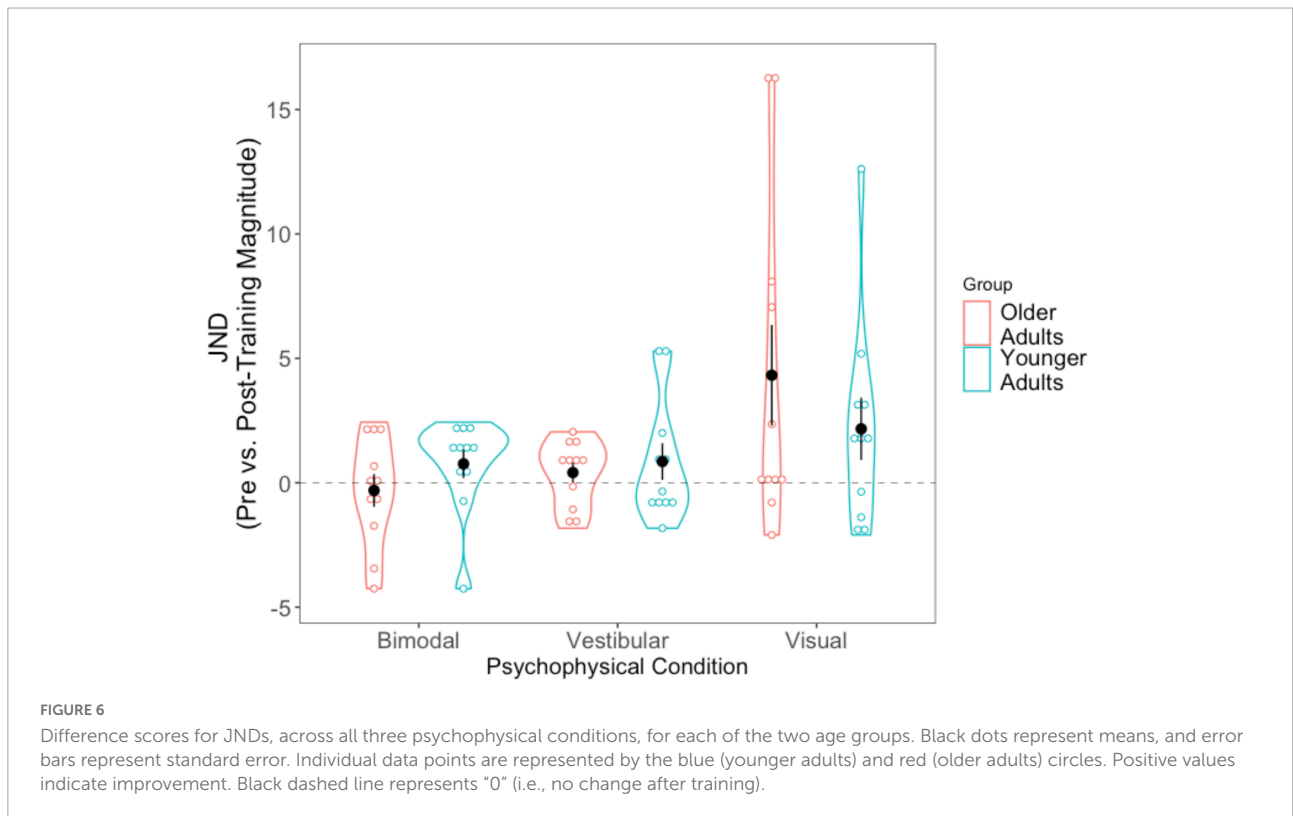 15
10
5
0
-5
JND
(Pre vs. Post-Training Magnitude)
Bimodal
Vestibular
Visual
Psychophysical Condition
Group
Older
Adults
Younger
Adults
FIGURE 6
Difference scores for JNDs, across all three psychophysical conditions, for each of the two age groups. Black dots represent means, and error
bars represent standard error. Individual data points are represented by the blue (younger adults) and red (older adults) circles. Positive values
indicate improvement. Black dashed line represents “0” (i.e., no change after training).